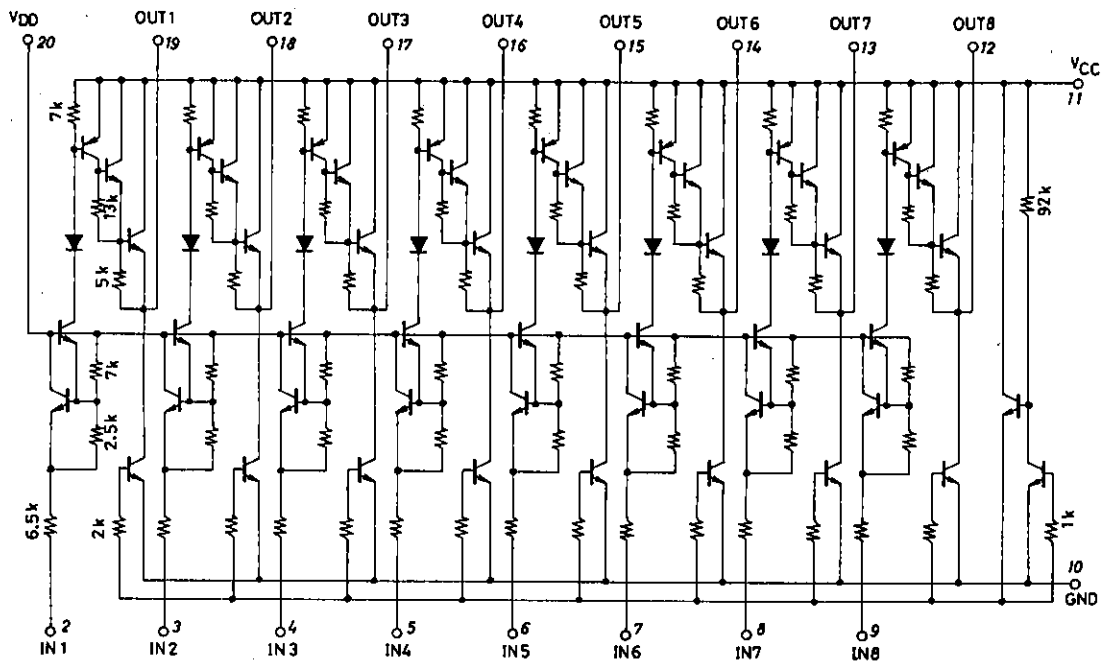 VDD OUT1 OUT2 OUT3 OUT4 OUT5 OUT6 OUT7 OUT8
20 19 18 17 16 15 14 13 12
VCC
11
7k
13k
92k
5k
7k
2.5k
6.5k
2k
1k
10
GND
2 3 4 5 6 7 8 9
IN1 IN2 IN3 IN4 IN5 IN6 IN7 IN8